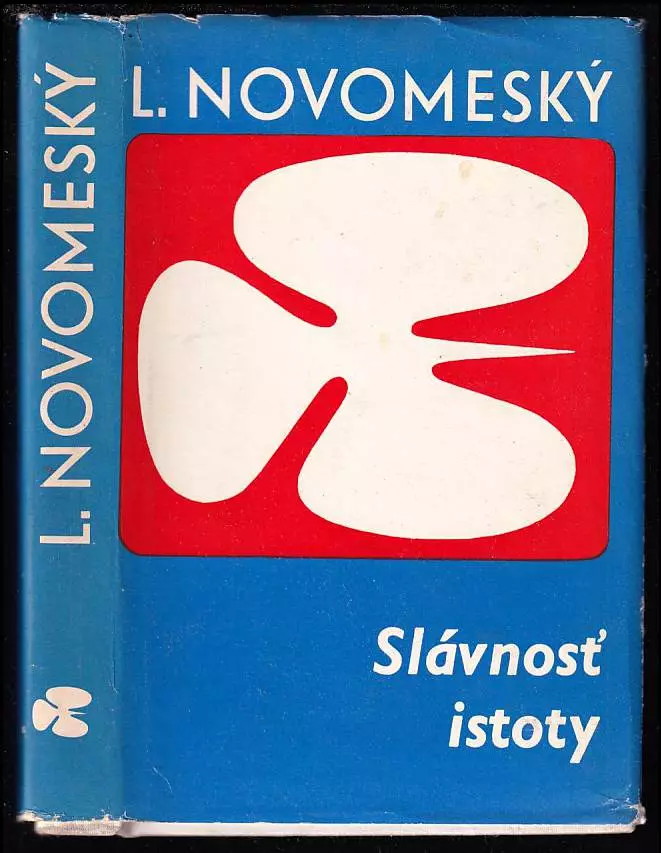 L. NOVOMESKÝ
L. NOVOMESKÝ
Slávnosť
istoty